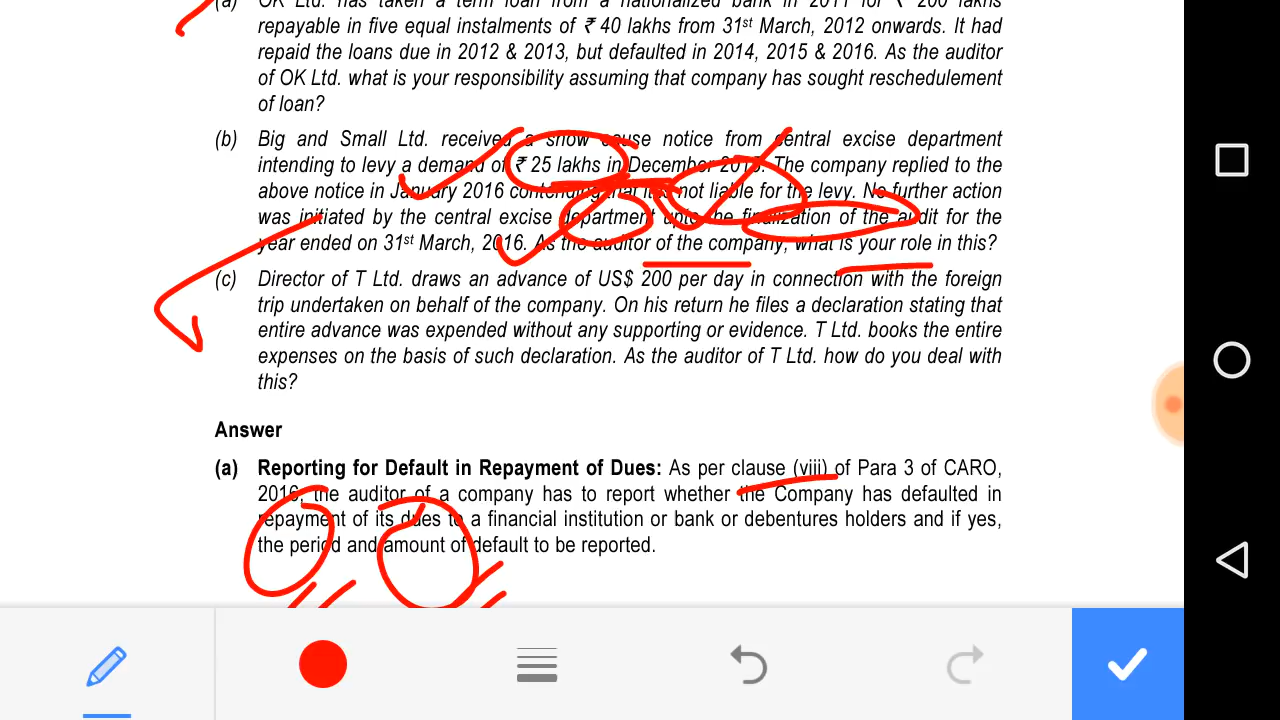 (a) OK Ltd. has taken a term loan from a nationalized bank in 2011 for ₹ 200 lakhs
repayable in five equal instalments of ₹ 40 lakhs from 31st March, 2012 onwards. It had
repaid the loans due in 2012 & 2013, but defaulted in 2014, 2015 & 2016. As the auditor
of OK Ltd. what is your responsibility assuming that company has sought reschedulement
of loan?
(b) Big and Small Ltd. received a show cause notice from central excise department
intending to levy a demand of ₹ 25 lakhs in December 2015. The company replied to the
above notice in January 2016 contending that it is not liable for the levy. No further action
was initiated by the central excise department upto the finalization of the audit for the
year ended on 31st March, 2016. As the auditor of the company, what is your role in this?
(c) Director of T Ltd. draws an advance of US$ 200 per day in connection with the foreign
trip undertaken on behalf of the company. On his return he files a declaration stating that
entire advance was expended without any supporting or evidence. T Ltd. books the entire
expenses on the basis of such declaration. As the auditor of T Ltd. how do you deal with
this?
Answer
(a) Reporting for Default in Repayment of Dues: As per clause (viii) of Para 3 of CARO,
2016, the auditor of a company has to report whether the Company has defaulted in
repayment of its dues to a financial institution or bank or debentures holders and if yes,
the period and amount of default to be reported.